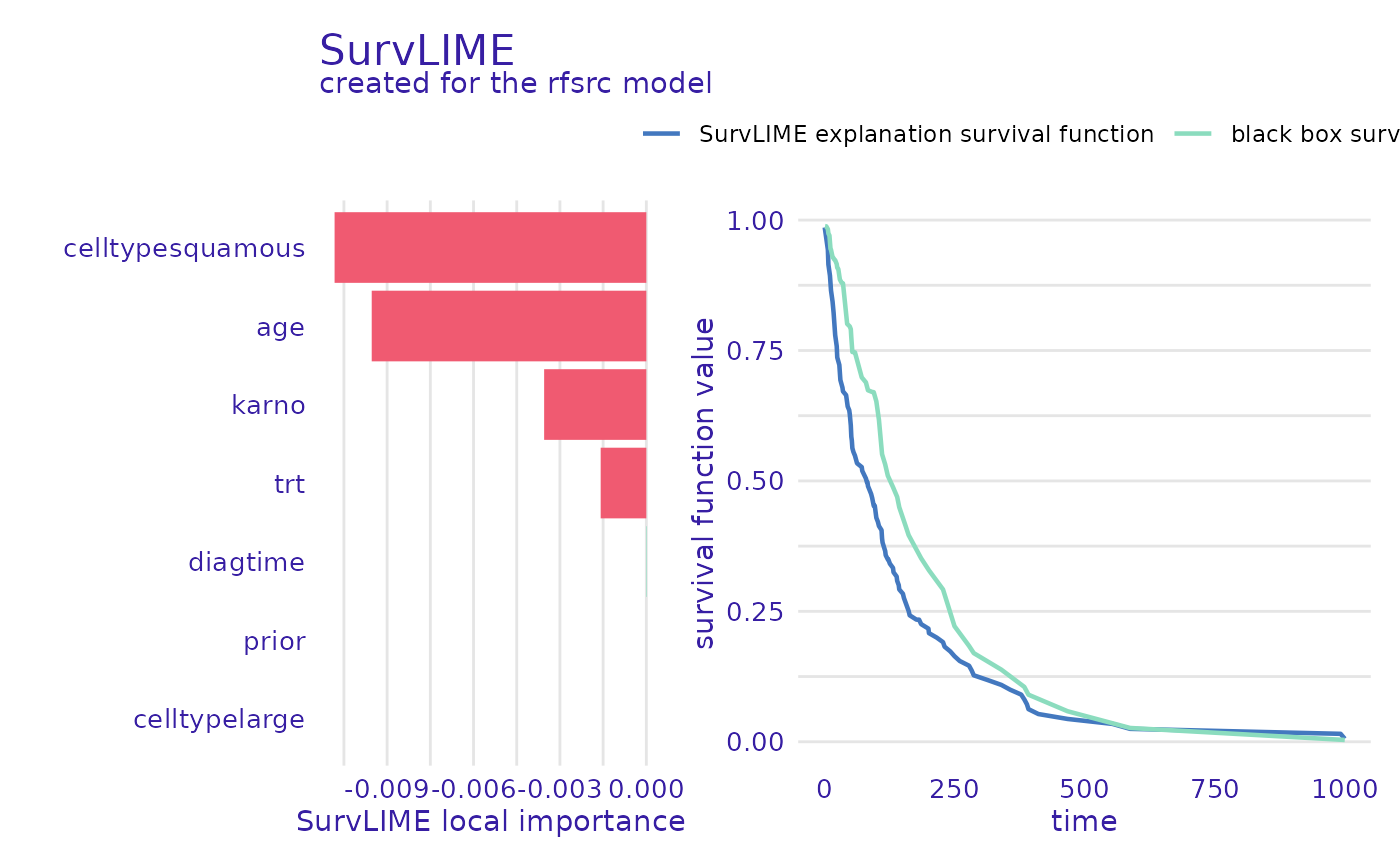 SurvLIME
created for the rfsrc model
SurvLIME explanation survival function
black box surv
celltypesquamous
age
karno
trt
diagtime
prior
celltypelarge
-0.009 -0.006 -0.003 0.000
SurvLIME local importance
survival function value
1.00
0.75
0.50
0.25
0.00
0 250 500 750 1000
time